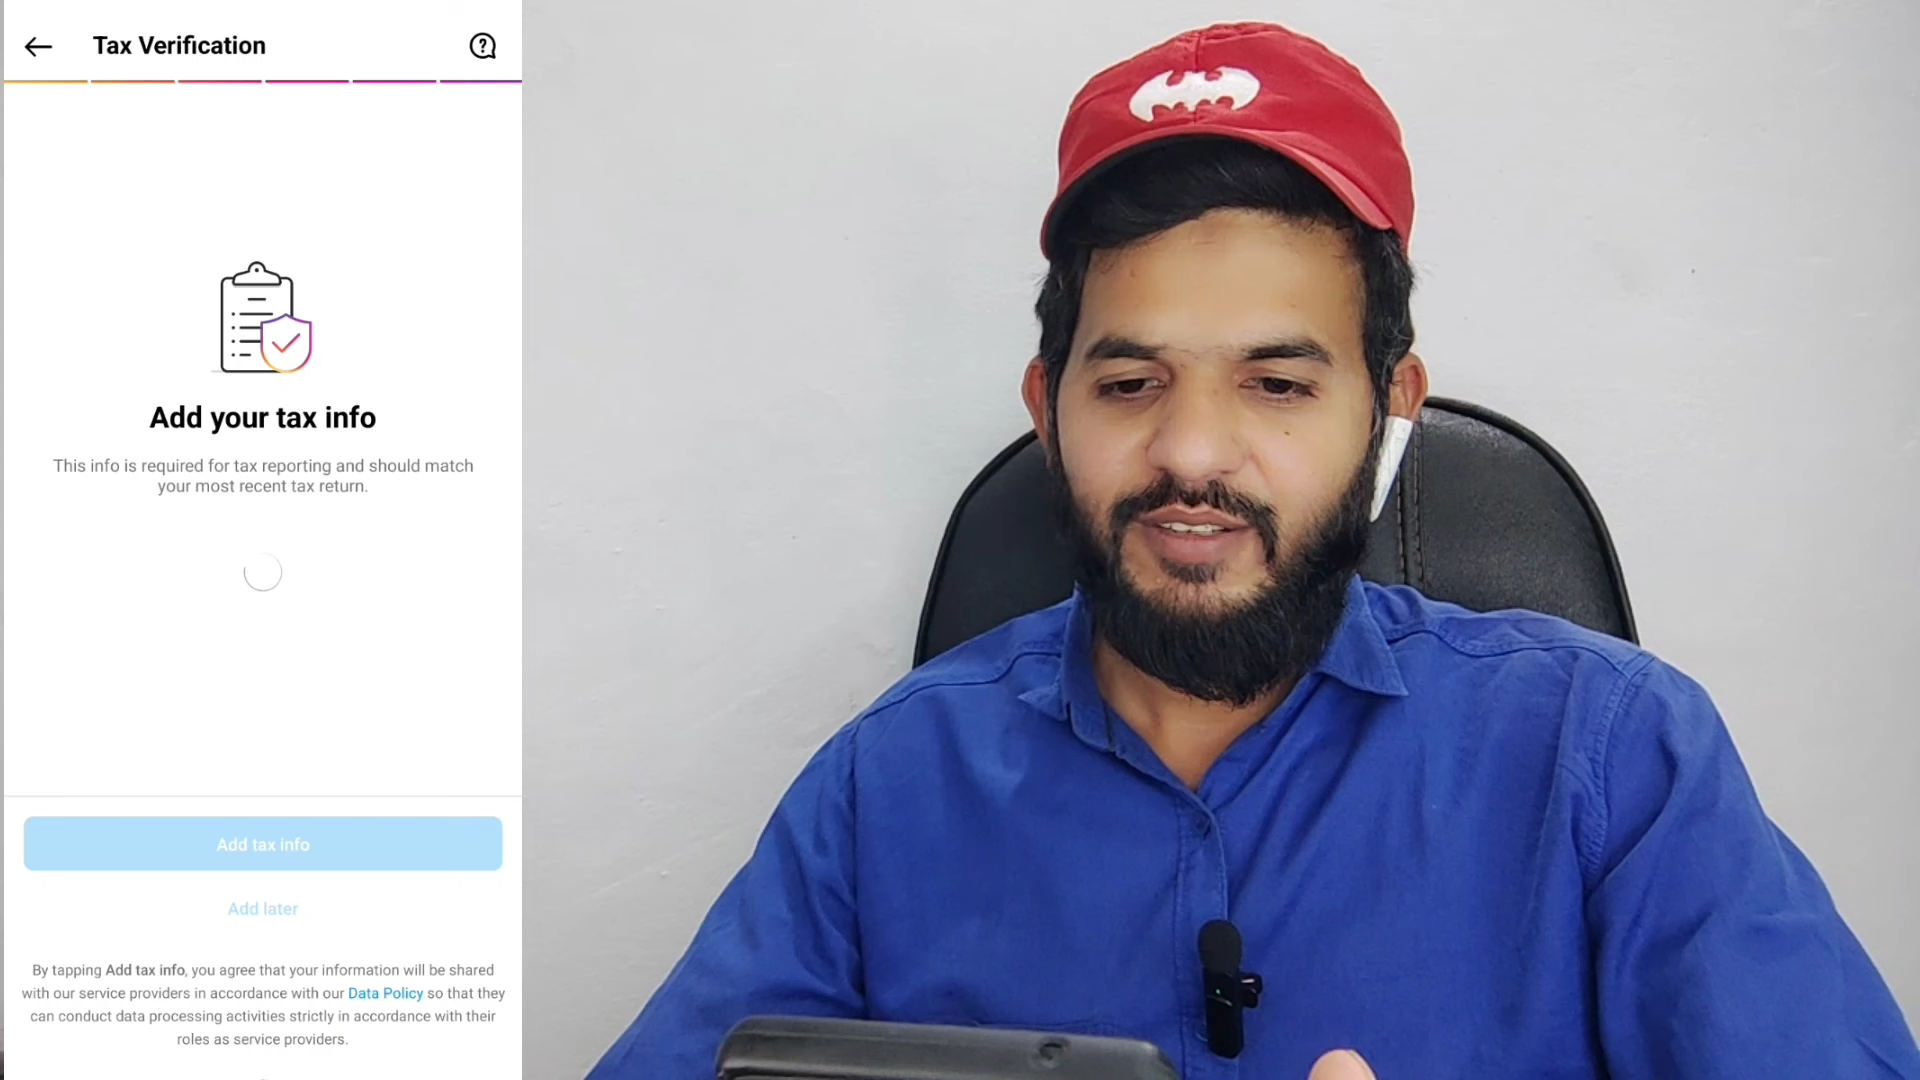 Tax Verification
Add your tax info
This info is required for tax reporting and should match
your most recent tax return.
Add tax info
Add later
By tapping Add tax info, you agree that your information will be shared
with our service providers in accordance with our Data Policy so that they
can conduct data processing activities strictly in accordance with their
roles as service providers.